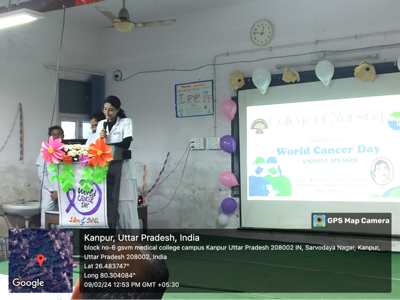 College of Nursing
World Cancer Day
EMINENT SPEAKER
WORLD
CANCER
DAY
GPS Map Camera
Kanpur, Uttar Pradesh, India
block no-6 gsvm medical college campus Kanpur Uttar Pradesh 208002 IN, Sarvodaya Nagar, Kanpur,
Uttar Pradesh 208002, India
Lat 26.483747°
Long 80.304084°
09/02/24 12:53 PM GMT +05:30
Google